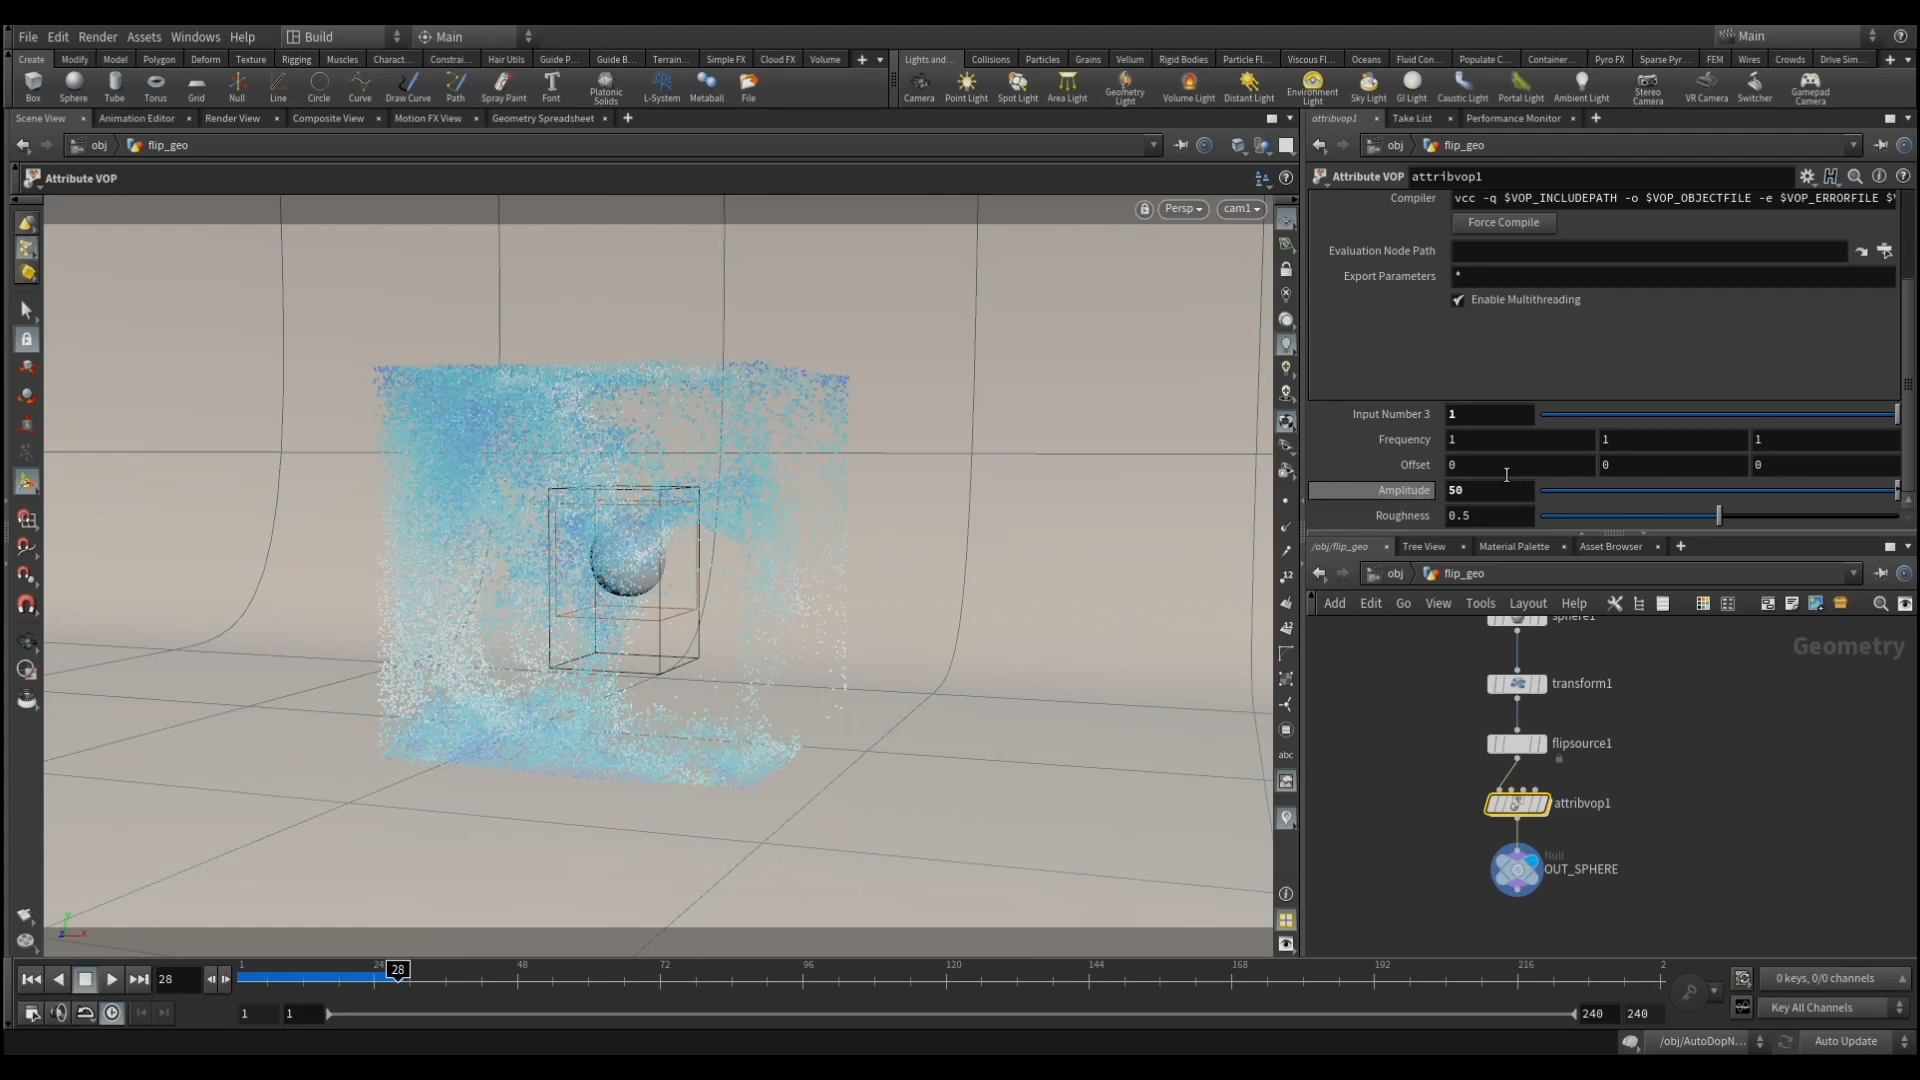 File Edit Render Assets Windows Help Build Main Main
Create Modify Model Polygon Deform Texture Rigging Muscles Charact... Constrai... Hair Utils Guide P... Guide B... Terrain... Simple FX Cloud FX Volume
Lights and... Collisions Particles Grains Vellum Rigid Bodies Particle Fl... Viscous Fl... Oceans Fluid Con... Populate C... Container... Pyro FX Sparse Pyr... FEM Wires Crowds Drive Sim...
Box Sphere Tube Torus Grid Null Line Circle Curve Draw Curve Path Spray Paint Font Platonic Solids L-System Metaball File
Camera Point Light Spot Light Area Light Geometry Light Volume Light Distant Light Environment Light Sky Light GI Light Caustic Light Portal Light Ambient Light Stereo Camera VR Camera Switcher Gamepad Camera
Scene View Animation Editor Render View Composite View Motion FX View Geometry Spreadsheet
attribvop1 Take List Performance Monitor
obj flip_geo
obj flip_geo
Attribute VOP
Attribute VOP attribvop1
Persp cam1
Compiler vcc -q $VOP_INCLUDEPATH -o $VOP_OBJECTFILE -e $VOP_ERRORFILE $
Force Compile
Evaluation Node Path
Export Parameters *
Enable Multithreading
Input Number 3 1
Frequency 1 1 1
Offset 0 0 0
Amplitude 50
Roughness 0.5
/obj/flip_geo Tree View Material Palette Asset Browser
obj flip_geo
Add Edit Go View Tools Layout Help
sphere1
Geometry
transform1
flipsource1
attribvop1
Null
OUT_SPHERE
12
12
abc
y
z x
28 1 24 28 48 72 96 120 144 168 192 216 2
0 keys, 0/0 channels
1 1 240 240 Key All Channels
/obj/AutoDopN... Auto Update